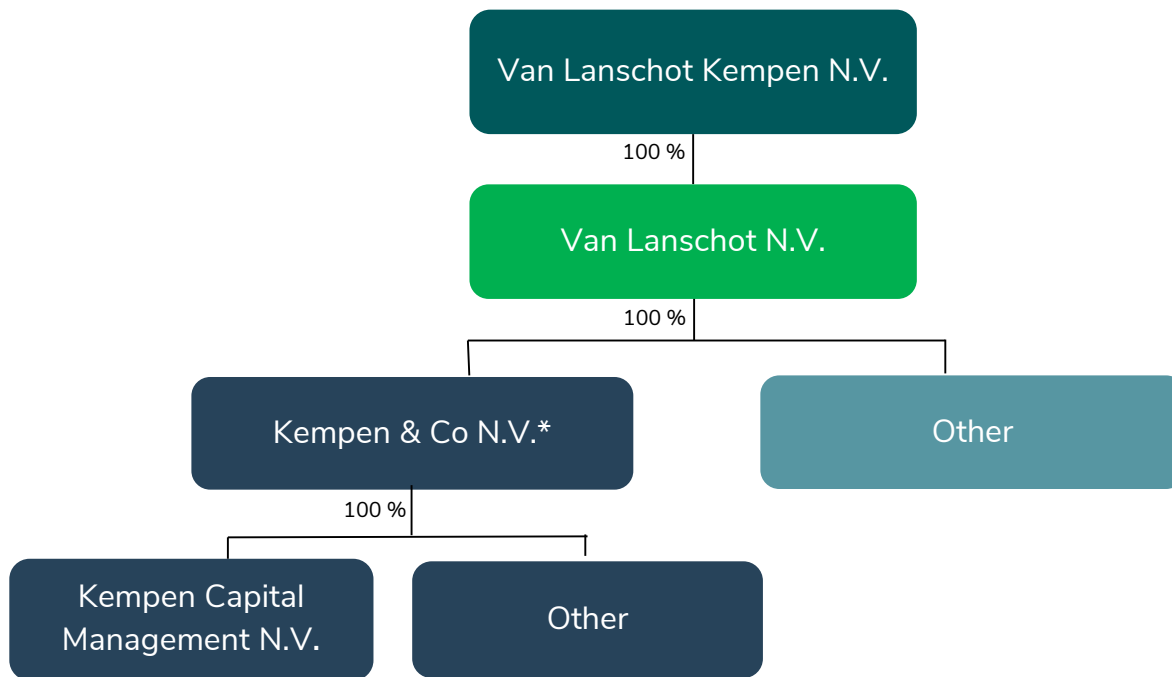 Van Lanschot Kempen N.V.
100 %
Van Lanschot N.V.
100 %
Kempen & Co N.V.*
Other
100 %
Kempen Capital
Management N.V.
Other